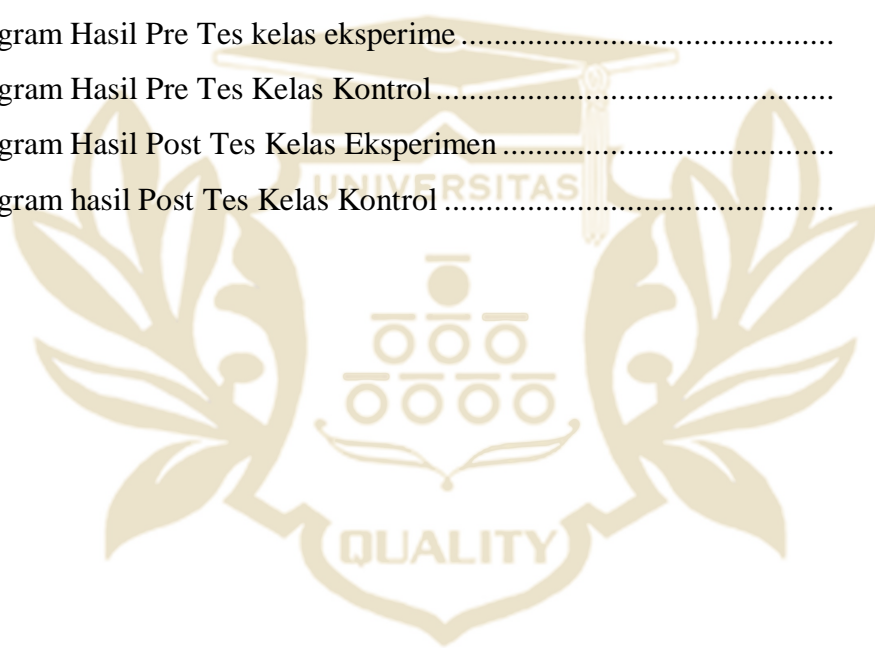 gram Hasil Pre Tes kelas eksperime ......................................
gram Hasil Pre Tes Kelas Kontrol ........................................
gram Hasil Post Tes Kelas Eksperimen .................................
gram hasil Post Tes Kelas Kontrol .......................................
UNIVERSITAS
QUALITY